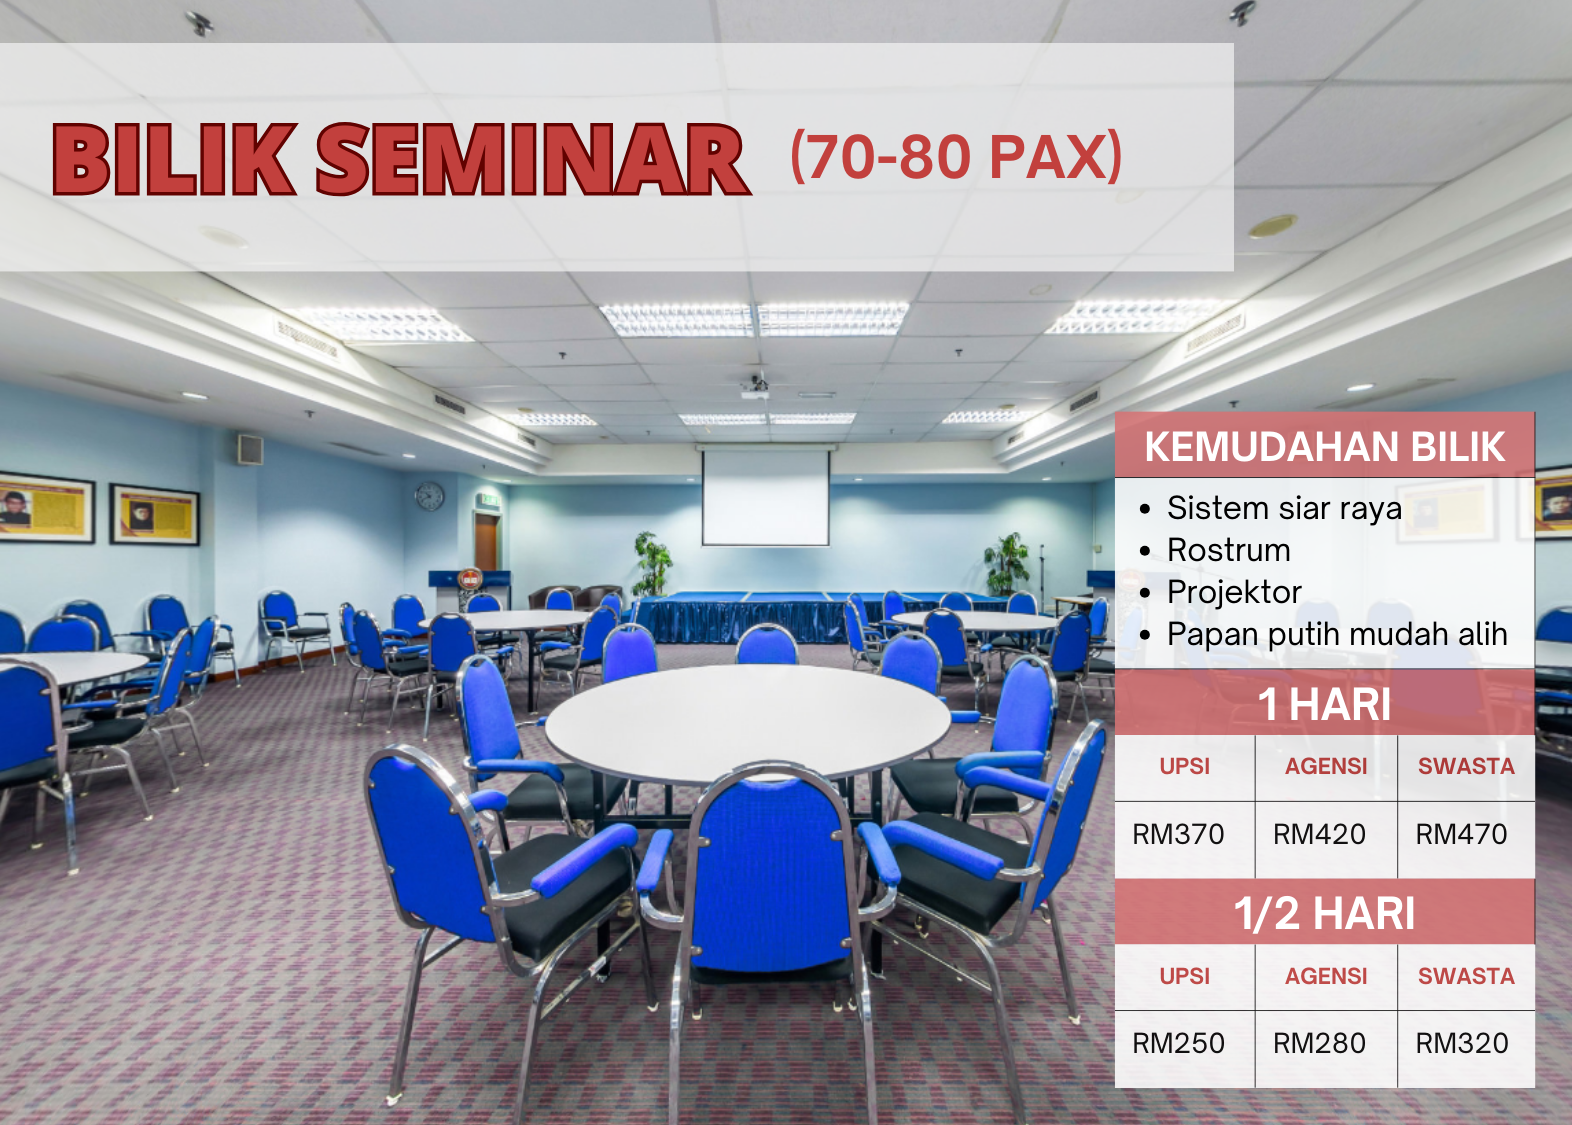 BILIK SEMINAR (70-80 PAX)
KEMUDAHAN BILIK
• Sistem siar raya
• Rostrum
• Projektor
• Papan putih mudah alih
1 HARI
UPSI AGENSI SWASTA
RM370 RM420 RM470
1/2 HARI
UPSI AGENSI SWASTA
RM250 RM280 RM320